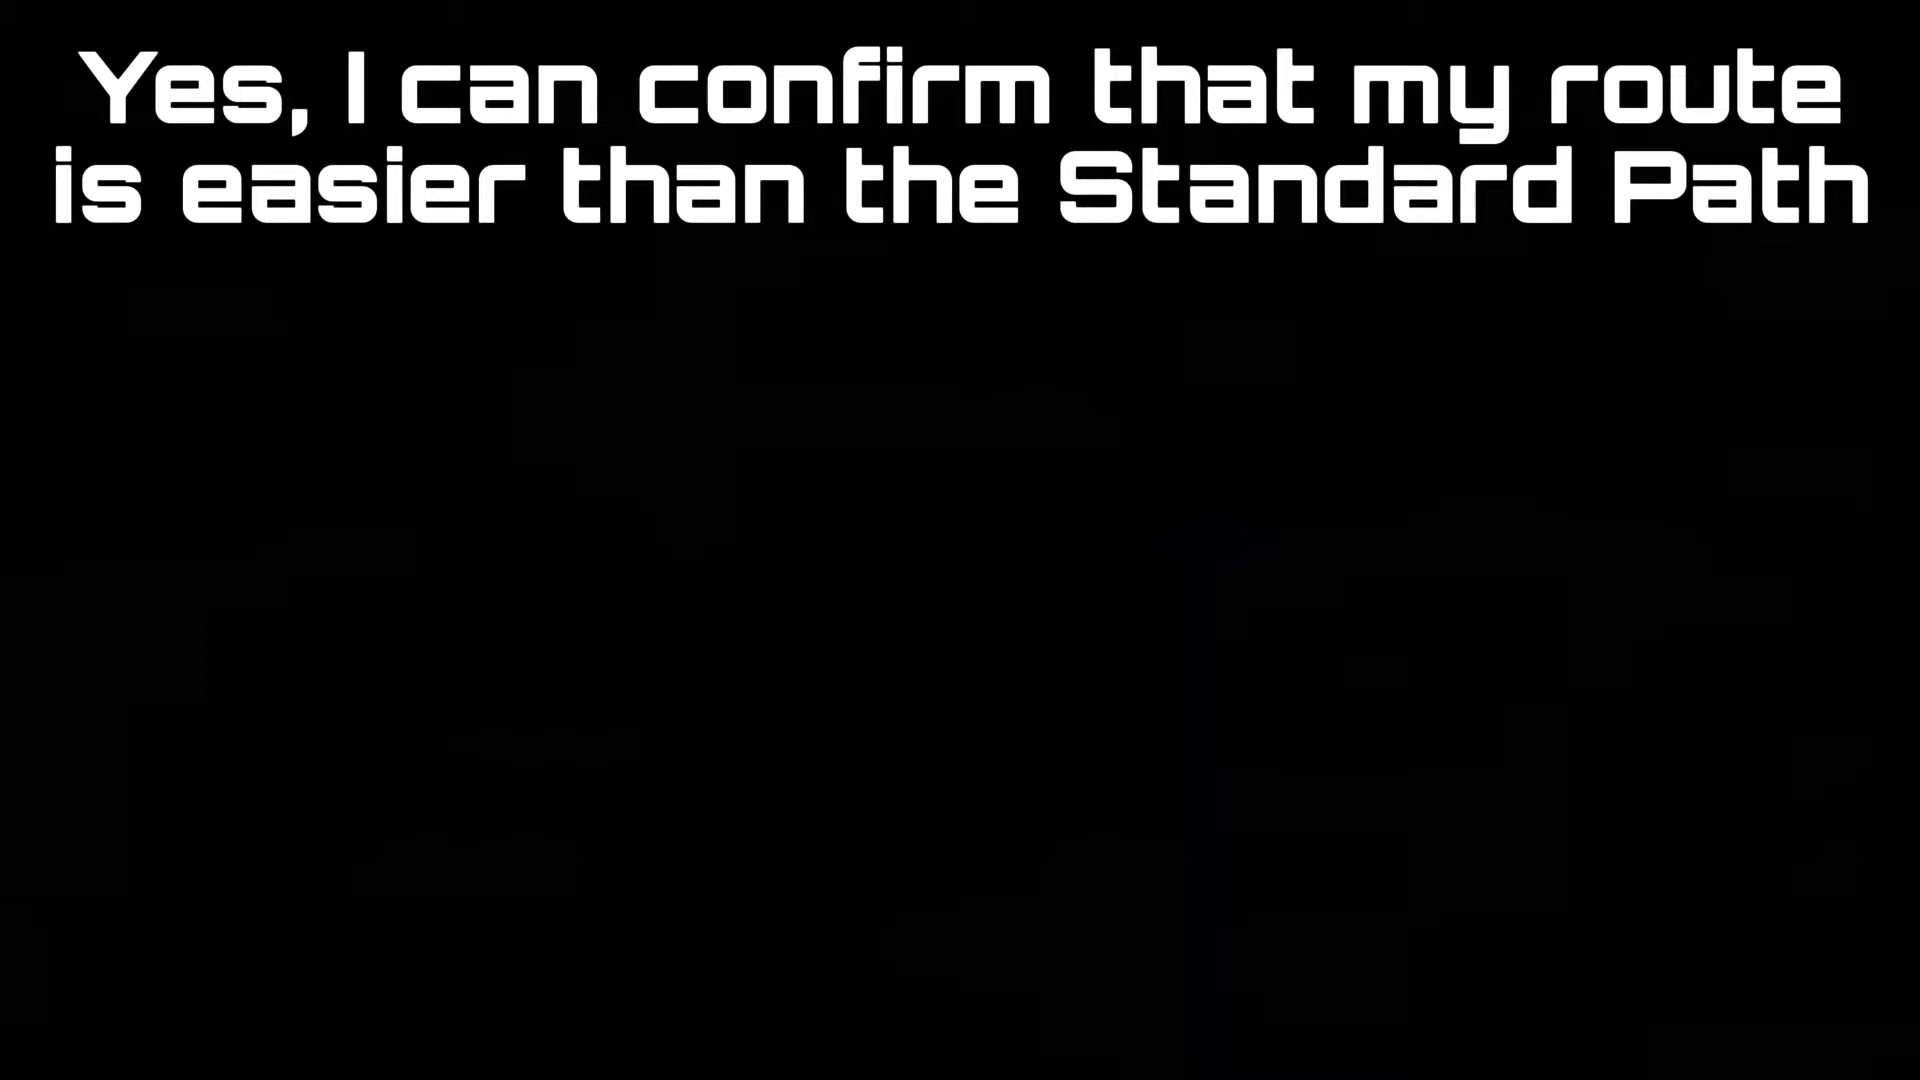 Yes, I can confirm that my route
is easier than the Standard Path